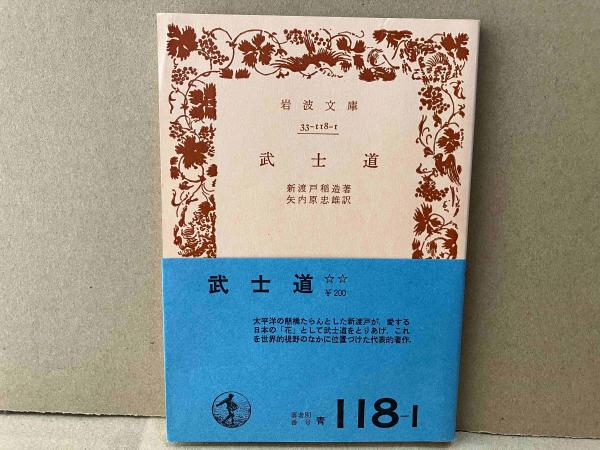 岩波文庫
33-118-1
武士道
新渡戸稲造著
矢内原忠雄訳
武士道 ☆☆
¥200
太平洋の懸橋たらんとした新渡戸が,愛する
日本の「花」として武士道をとりあげ,これ
を世界的視野のなかに位置づけた代表的著作.
著者別
番号 青 118-1